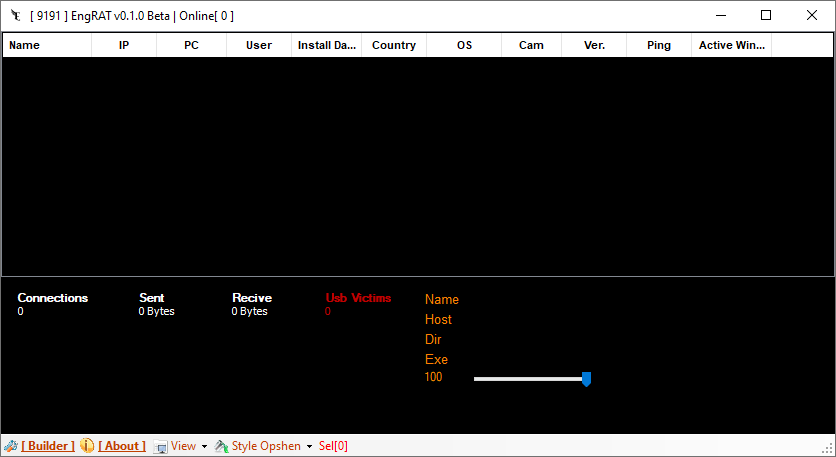 [ 9191 ] EngRAT v0.1.0 Beta | Online[ 0 ]
Name IP PC User Install Da... Country OS Cam Ver. Ping Active Win...
Connections Sent Recive Usb Victims
0 0 Bytes 0 Bytes 0
Name
Host
Dir
Exe
100
[ Builder ] [ About ] View Style Opshen Sel[0]